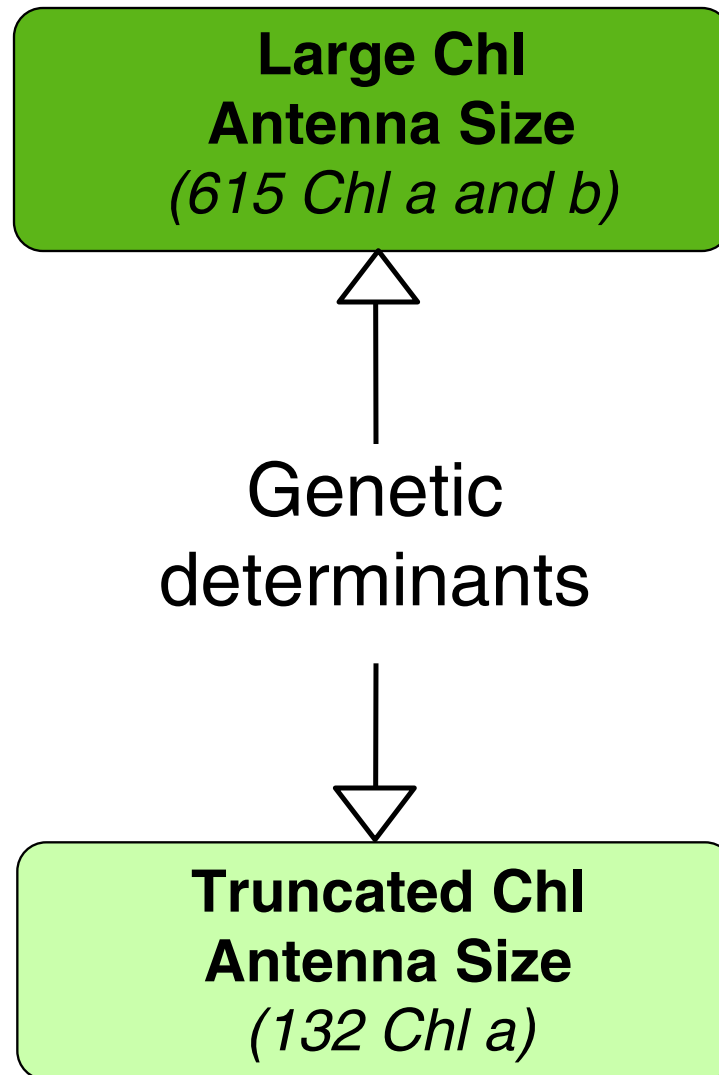 Large Chl
Antenna Size
(615 Chl a and b)
Genetic
determinants
Truncated Chl
Antenna Size
(132 Chl a)